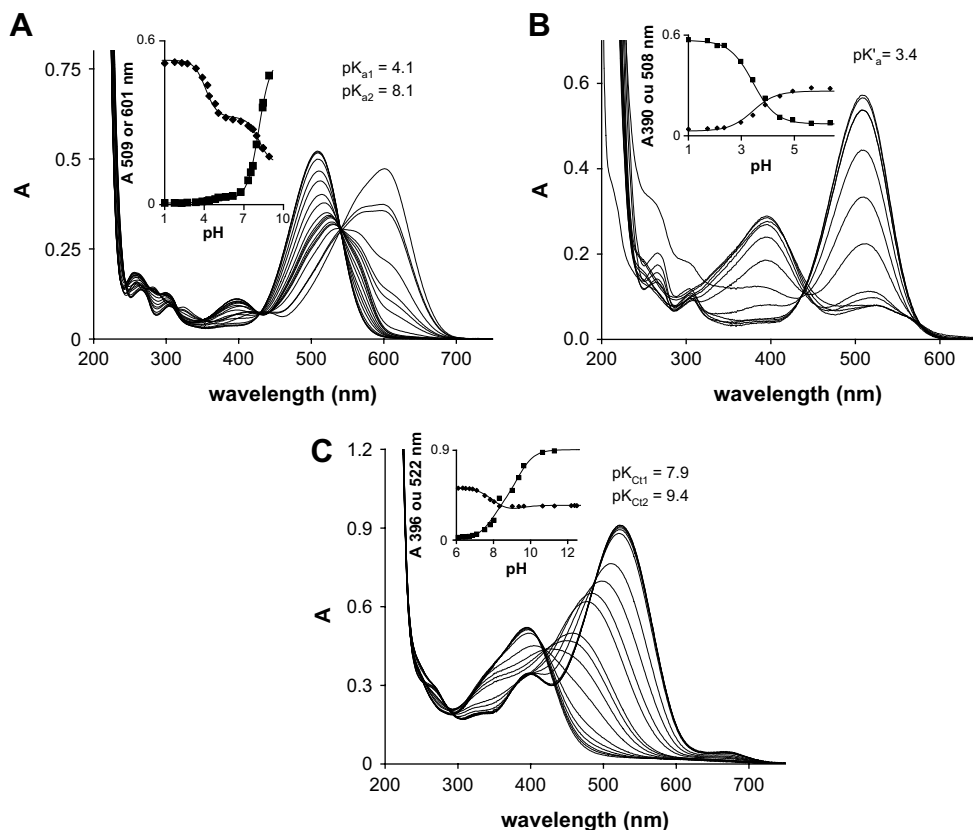 A
B
0.75
0.5
0.25
0
A
200 300 400 500 600 700
wavelength (nm)
0.6
0
A 509 or 601 nm
1 4 7 10
pH
pKa1 = 4.1
pKa2 = 8.1
0.6
0.4
0.2
0.0
A
200 300 400 500 600
wavelength (nm)
0.6
0
A390 ou 508 nm
1 3 5
pH
pK'a = 3.4
C
1.2
0.9
0.6
0.3
0
A
200 300 400 500 600 700
wavelength (nm)
0.9
0
A 396 ou 522 nm
6 8 10 12
pH
pKCt1 = 7.9
pKCt2 = 9.4